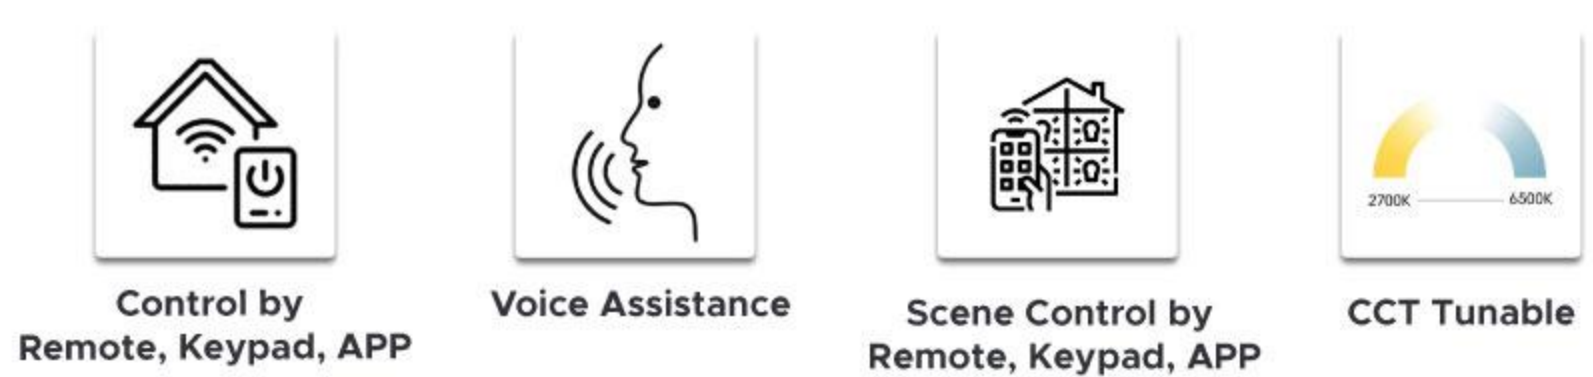 Control by
Remote, Keypad, APP
Voice Assistance
Scene Control by
Remote, Keypad, APP
2700K
6500K
CCT Tunable